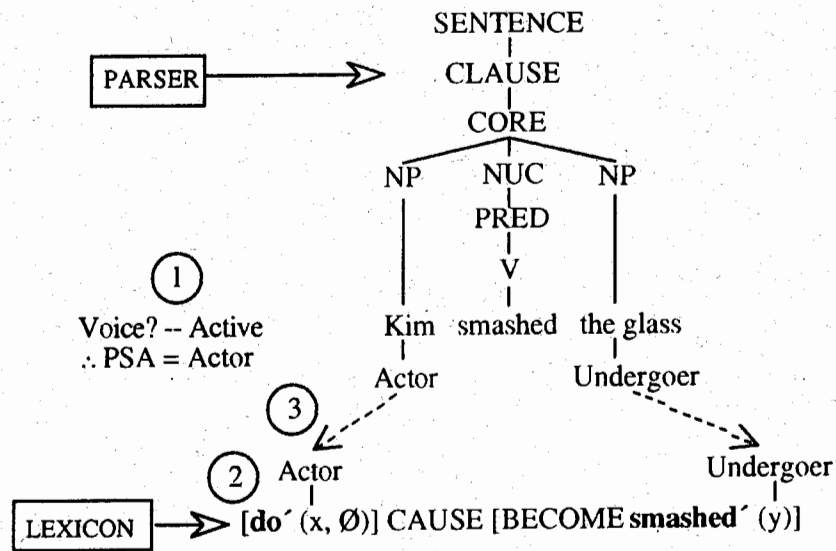 SENTENCE
PARSER
CLAUSE
CORE
NP NUC NP
PRED
V
1
Voice? -- Active
∴ PSA = Actor
Kim smashed the glass
Actor Undergoer
3
2 Actor Undergoer
LEXICON [do´ (x, Ø)] CAUSE [BECOME smashed´ (y)]